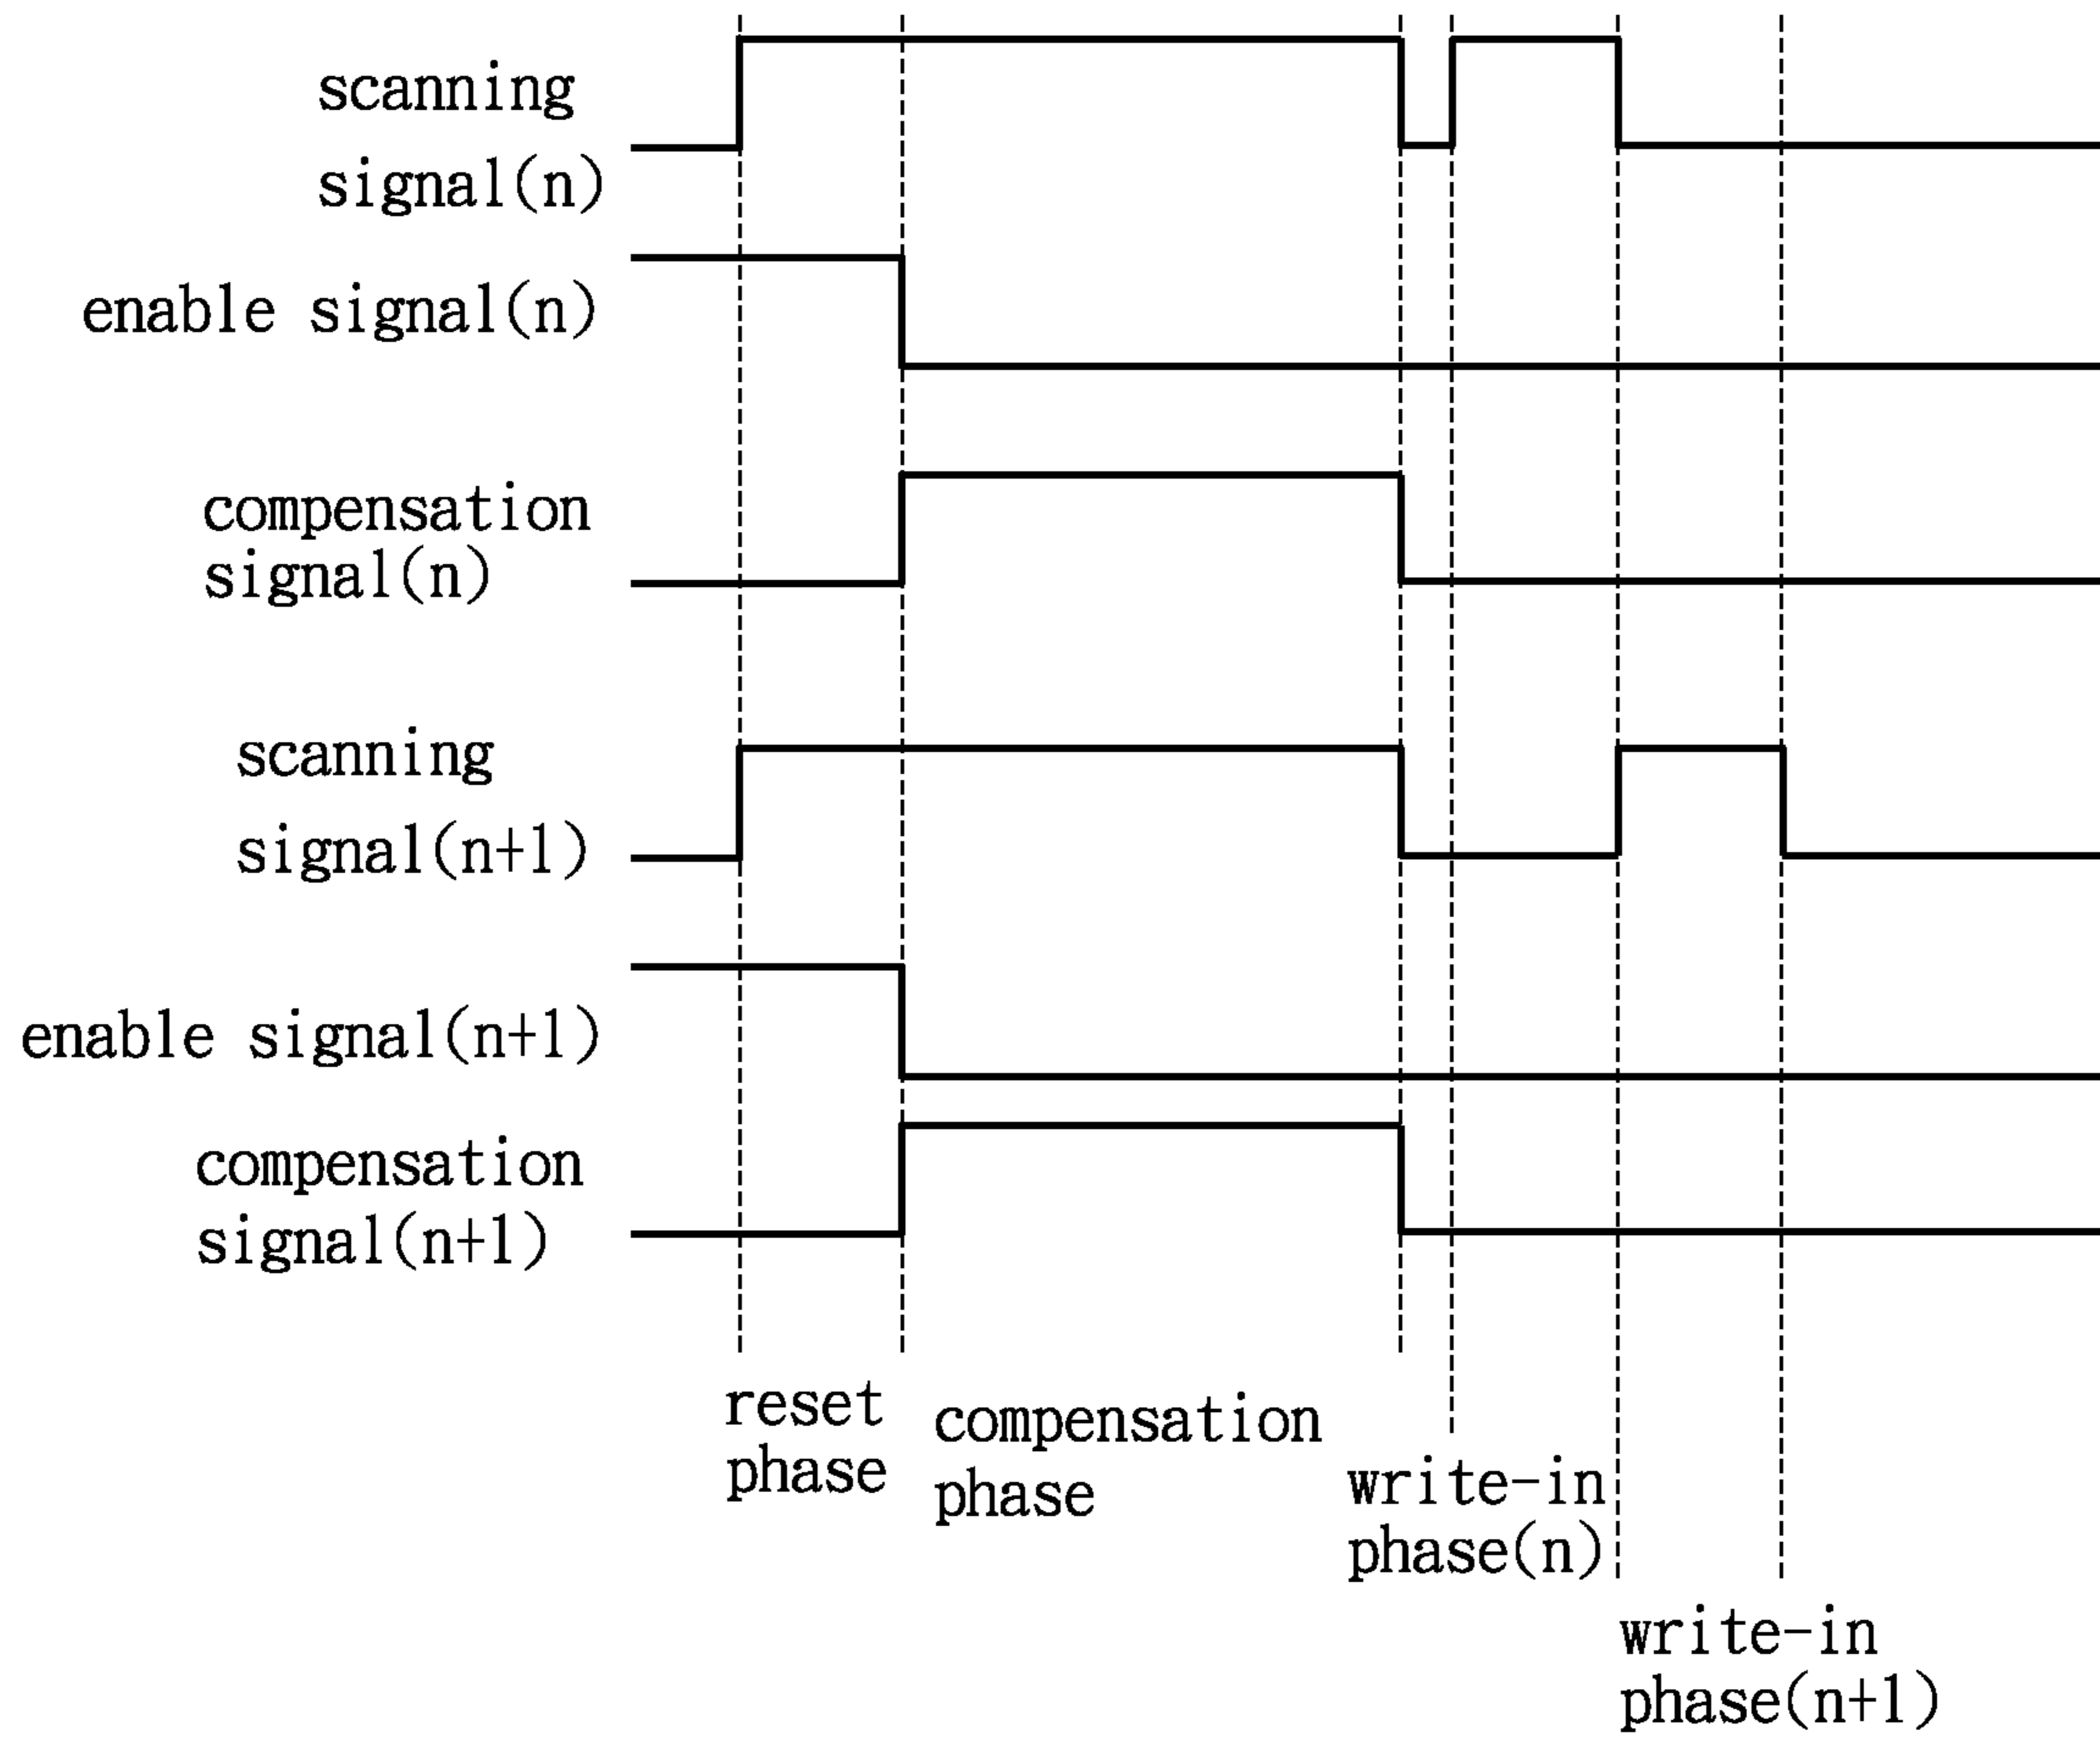 scanning
signal(n)
enable signal(n)
compensation
signal(n)
scanning
signal(n+1)
enable signal(n+1)
compensation
signal(n+1)
reset
phase
compensation
phase
write-in
phase(n)
write-in
phase(n+1)